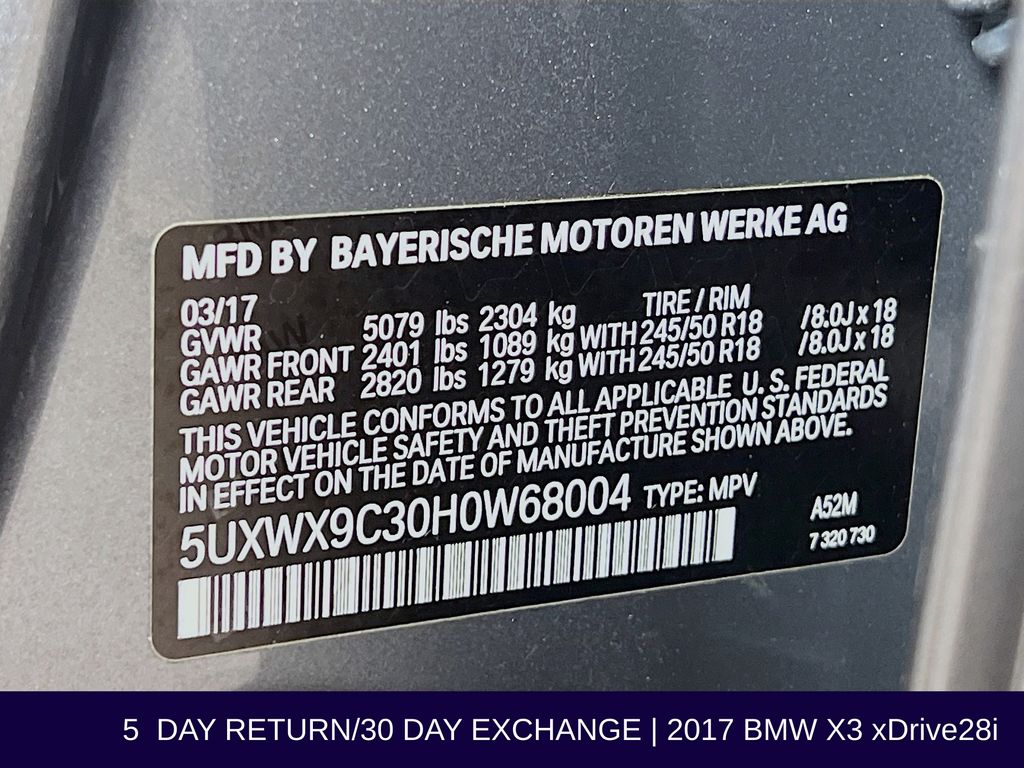 MFD BY BAYERISCHE MOTOREN WERKE AG
03/17 TIRE / RIM
GVWR 5079 lbs 2304 kg
GAWR FRONT 2401 lbs 1089 kg WITH 245/50 R18 /8.0J x 18
GAWR REAR 2820 lbs 1279 kg WITH 245/50 R18 /8.0J x 18
THIS VEHICLE CONFORMS TO ALL APPLICABLE U. S. FEDERAL
MOTOR VEHICLE SAFETY AND THEFT PREVENTION STANDARDS
IN EFFECT ON THE DATE OF MANUFACTURE SHOWN ABOVE.
5UXWX9C30H0W68004 TYPE: MPV
A52M
7 320 730
5 DAY RETURN/30 DAY EXCHANGE | 2017 BMW X3 xDrive28i